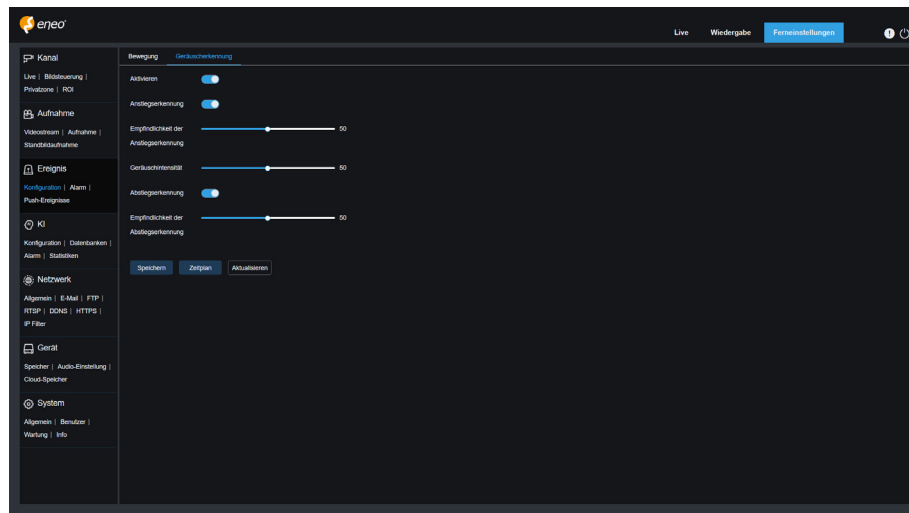 eneo
Live Wiedergabe Ferneinstellungen
Kanal
Live | Bildsteuerung |
Privatzone | ROI
Aufnahme
Videostream | Aufnahme |
Standbildaufnahme
Ereignis
Konfiguration | Alarm |
Push-Ereignisse
KI
Konfiguration | Datenbanken |
Alarm | Statistiken
Netzwerk
Allgemein | E-Mail | FTP |
RTSP | DDNS | HTTPS |
IP Filter
Gerät
Speicher | Audio-Einstellung |
Cloud-Speicher
System
Allgemein | Benutzer |
Wartung | Info
Bewegung Geräuscherkennung
Aktivieren
Anstiegserkennung
Empfindlichkeit der
Anstiegserkennung 50
Geräuschintensität 50
Abstiegserkennung
Empfindlichkeit der
Abstiegserkennung 50
Speichern Zeitplan Aktualisieren